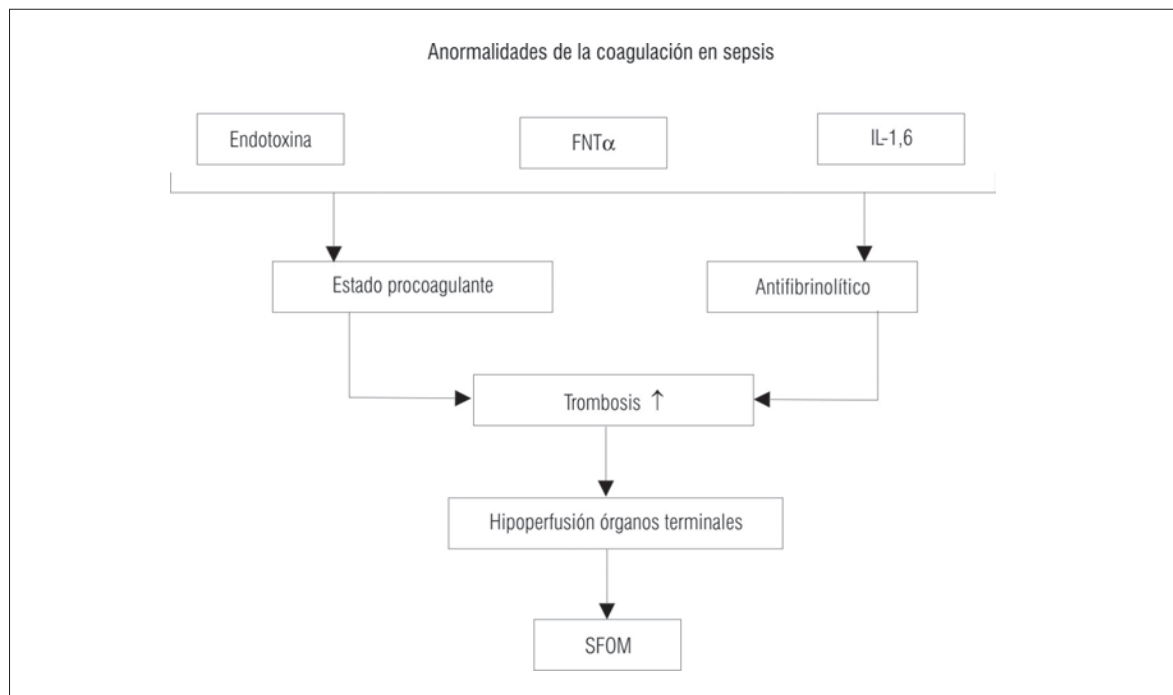 Anormalidades de la coagulación en sepsis
Endotoxina
FNTα
IL-1,6
Estado procoagulante
Antifibrinolítico
Trombosis ↑
Hipoperfusión órganos terminales
SFOM